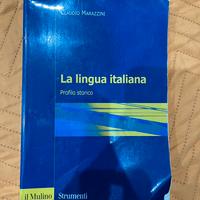 CLAUDIO MARAZZINI
La lingua italiana
Profilo storico
il Mulino Strumenti